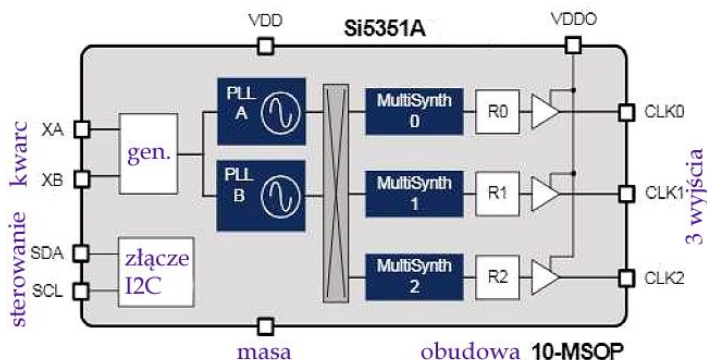 VDD
Si5351A
VDDO
XA
XB
kwarc
gen.
PLL
A
PLL
B
MultiSynth
0
R0
CLK0
MultiSynth
1
R1
CLK1
MultiSynth
2
R2
CLK2
3 wyjścia
sterowanie
SDA
SCL
złącze
I2C
masa
obudowa 10-MSOP